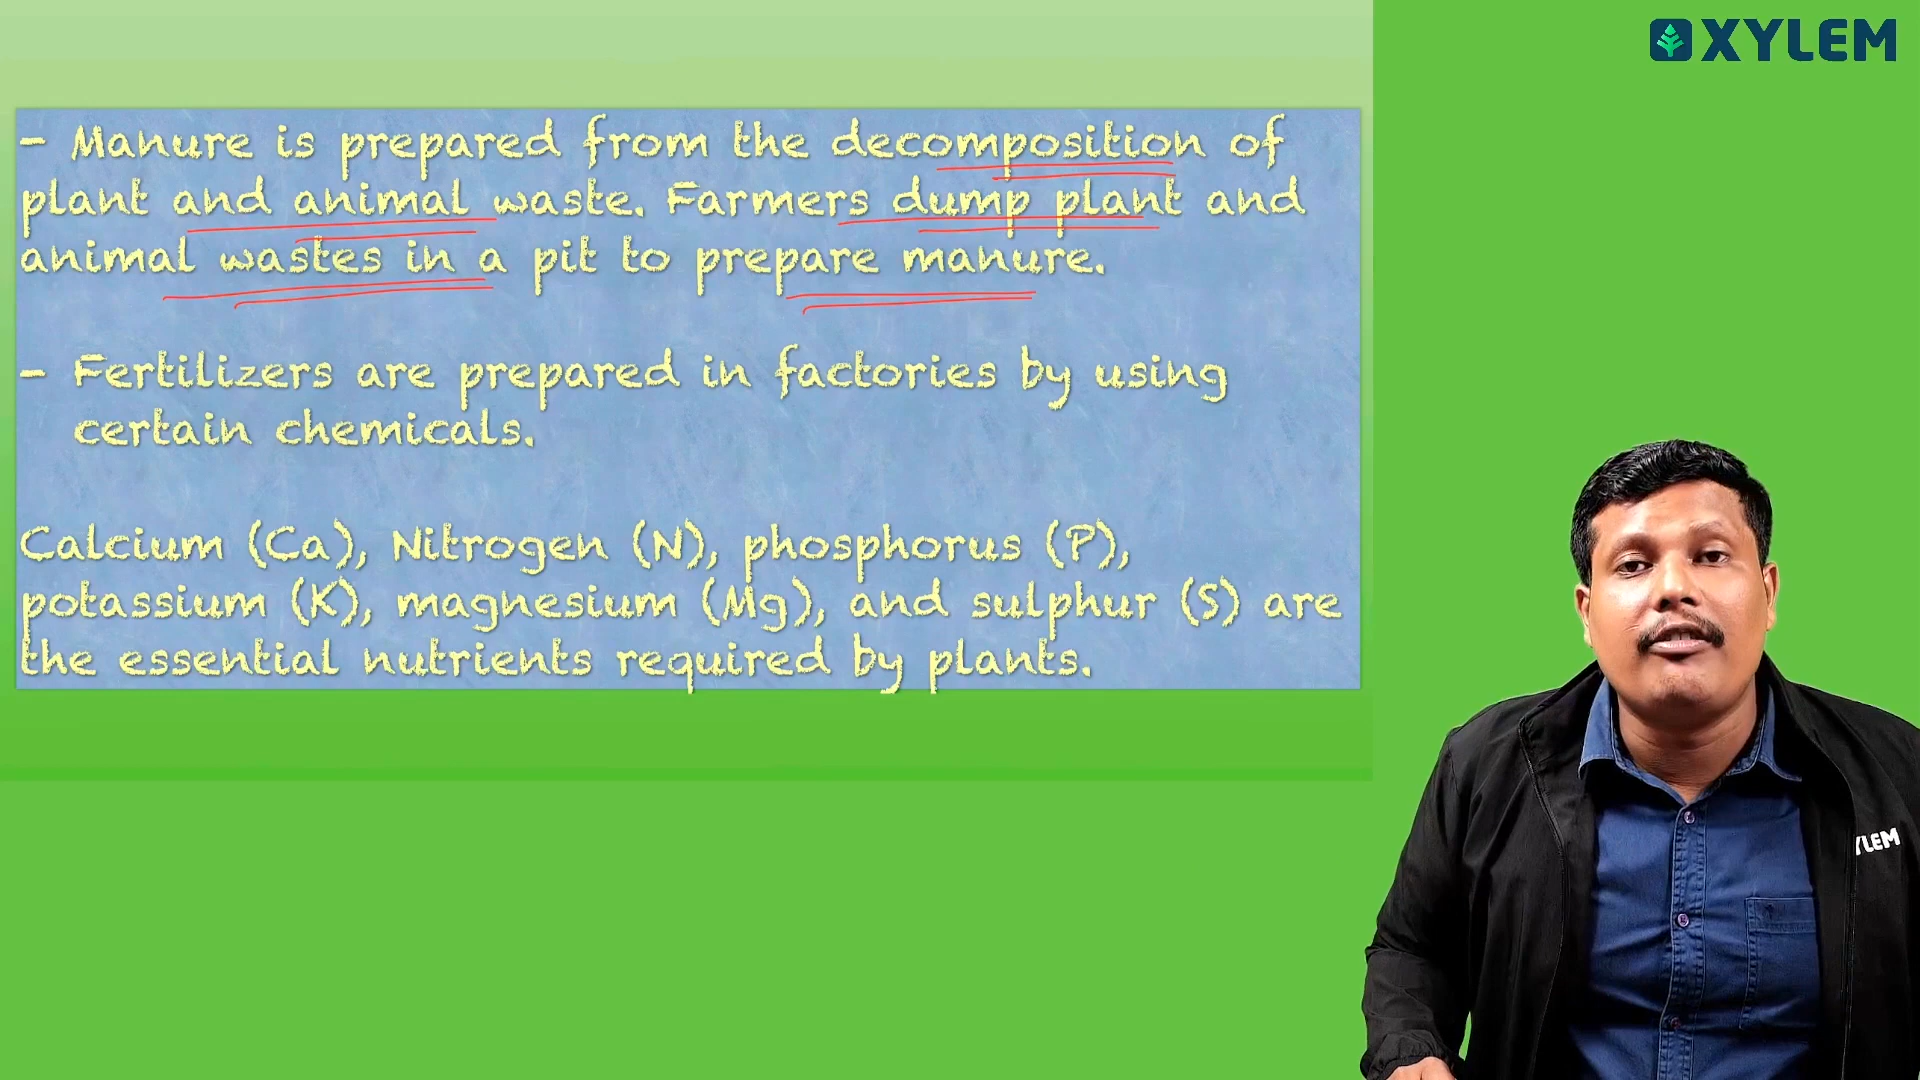 XYLEM
- Manure is prepared from the decomposition of
plant and animal waste. Farmers dump plant and
animal wastes in a pit to prepare manure.
- Fertilizers are prepared in factories by using
certain chemicals.
Calcium (Ca), Nitrogen (N), phosphorus (P),
potassium (K), magnesium (Mg), and sulphur (S) are
the essential nutrients required by plants.
YLEM